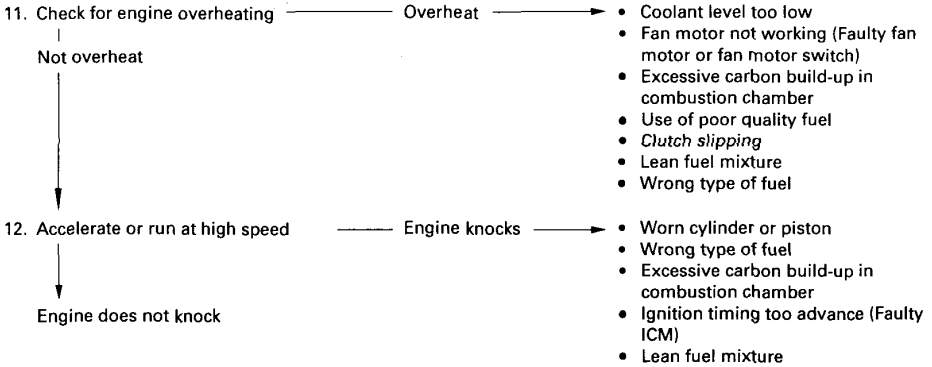 11. Check for engine overheating Overheat • Coolant level too low
• Fan motor not working (Faulty fan
Not overheat motor or fan motor switch)
• Excessive carbon build-up in
combustion chamber
• Use of poor quality fuel
• Clutch slipping
• Lean fuel mixture
• Wrong type of fuel
12. Accelerate or run at high speed Engine knocks • Worn cylinder or piston
• Wrong type of fuel
• Excessive carbon build-up in
combustion chamber
Engine does not knock • Ignition timing too advance (Faulty
ICM)
• Lean fuel mixture